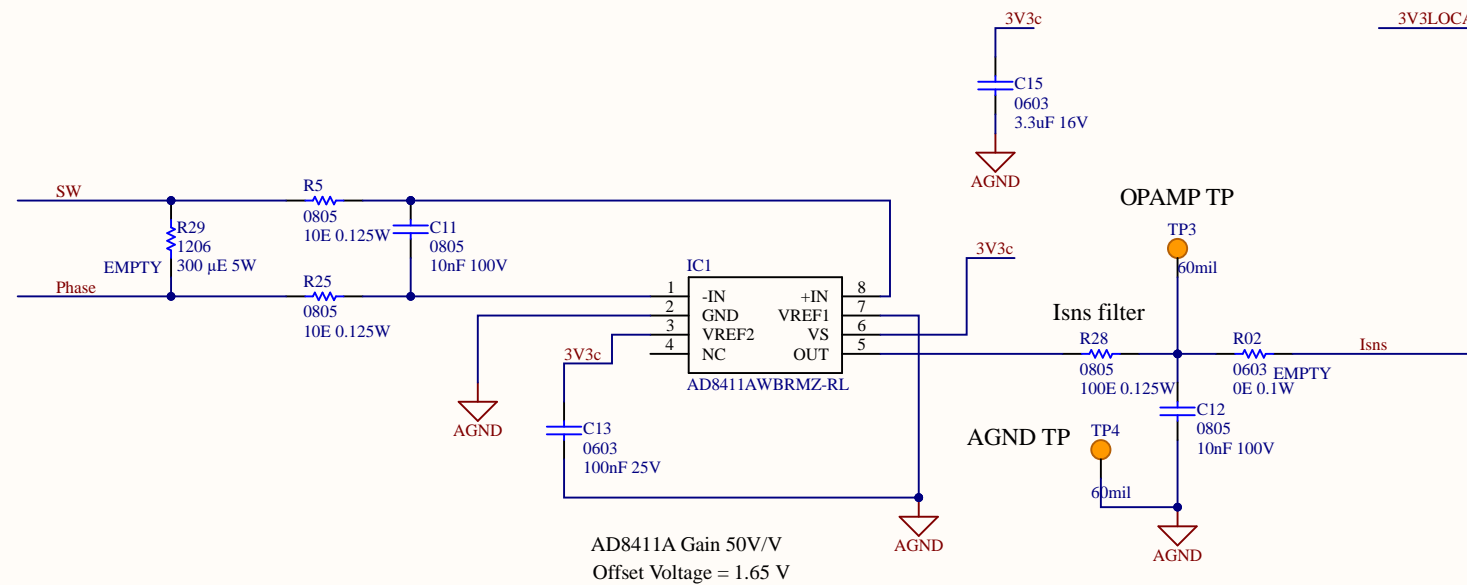 3V3c
3V3LOCA
C15
0603
3.3uF 16V
AGND
OPAMP TP
TP3
60mil
SW
R5
0805
10E 0.125W
R29
1206
300 µE 5W
EMPTY
C11
0805
10nF 100V
Phase
R25
0805
10E 0.125W
IC1
1 -IN +IN 8
2 GND VREF1 7
3 VREF2 VS 6
4 NC OUT 5
AD8411AWBRMZ-RL
3V3c
3V3c
AGND
C13
0603
100nF 25V
AGND
Isns filter
R28
0805
100E 0.125W
R02
0603
0E 0.1W
EMPTY
Isns
C12
0805
10nF 100V
AGND TP
TP4
60mil
AGND
AD8411A Gain 50V/V
Offset Voltage = 1.65 V